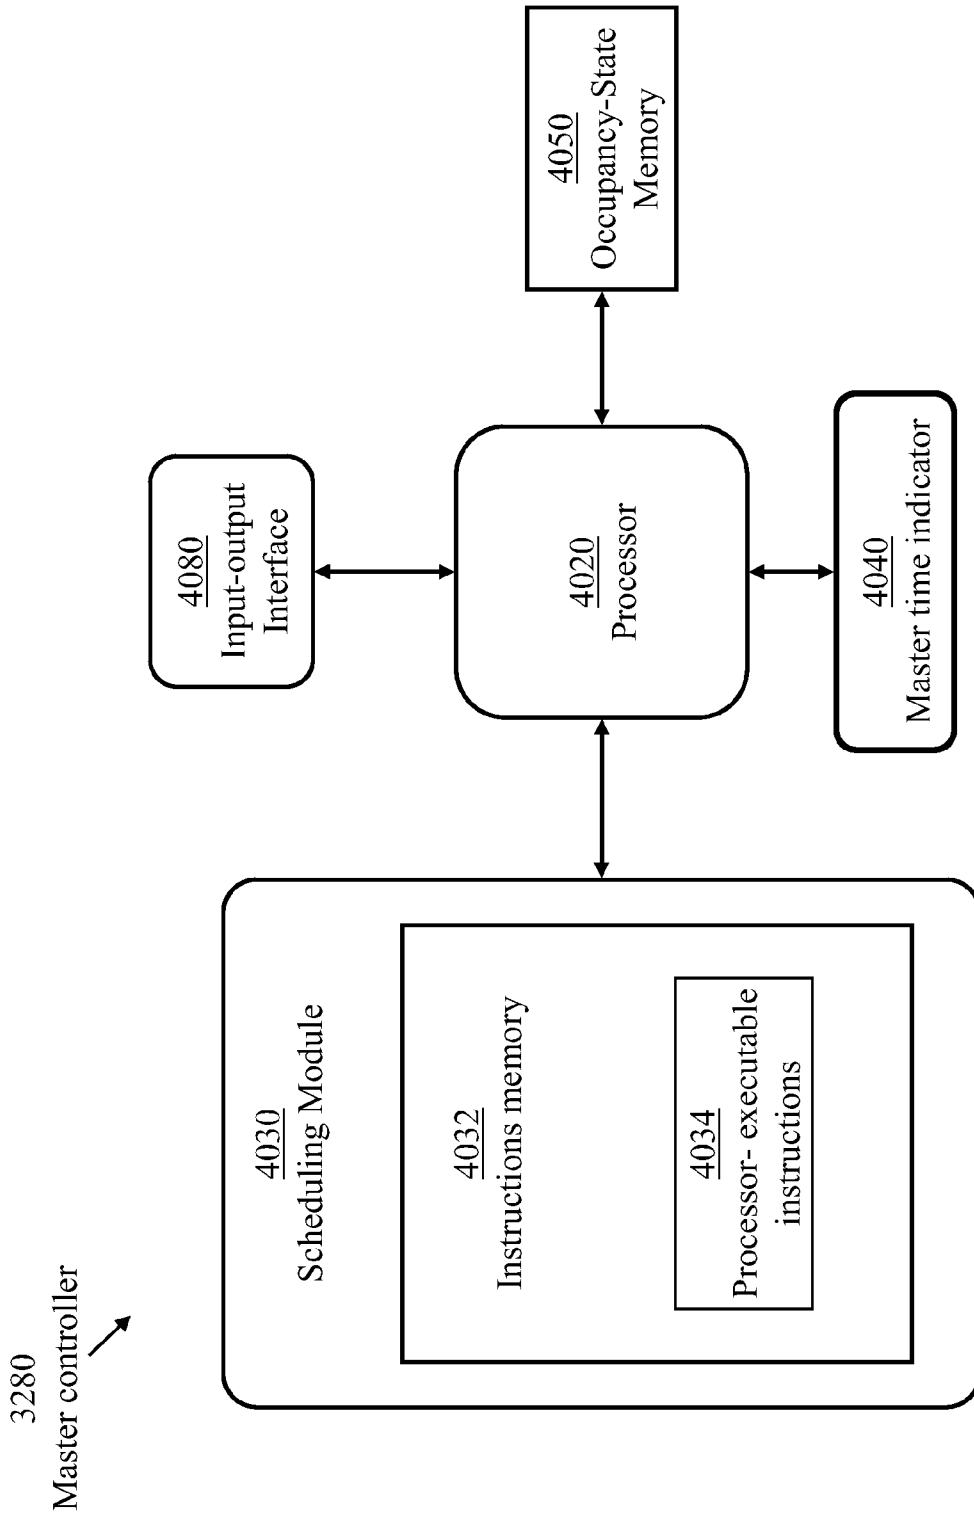 3280
Master controller
4030
Scheduling Module
4032
Instructions memory
4034
Processor- executable
instructions
4080
Input-output
Interface
4020
Processor
4040
Master time indicator
4050
Occupancy-State
Memory